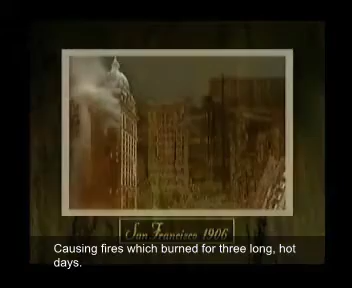 San Francisco 1906
Causing fires which burned for three long, hot
days.